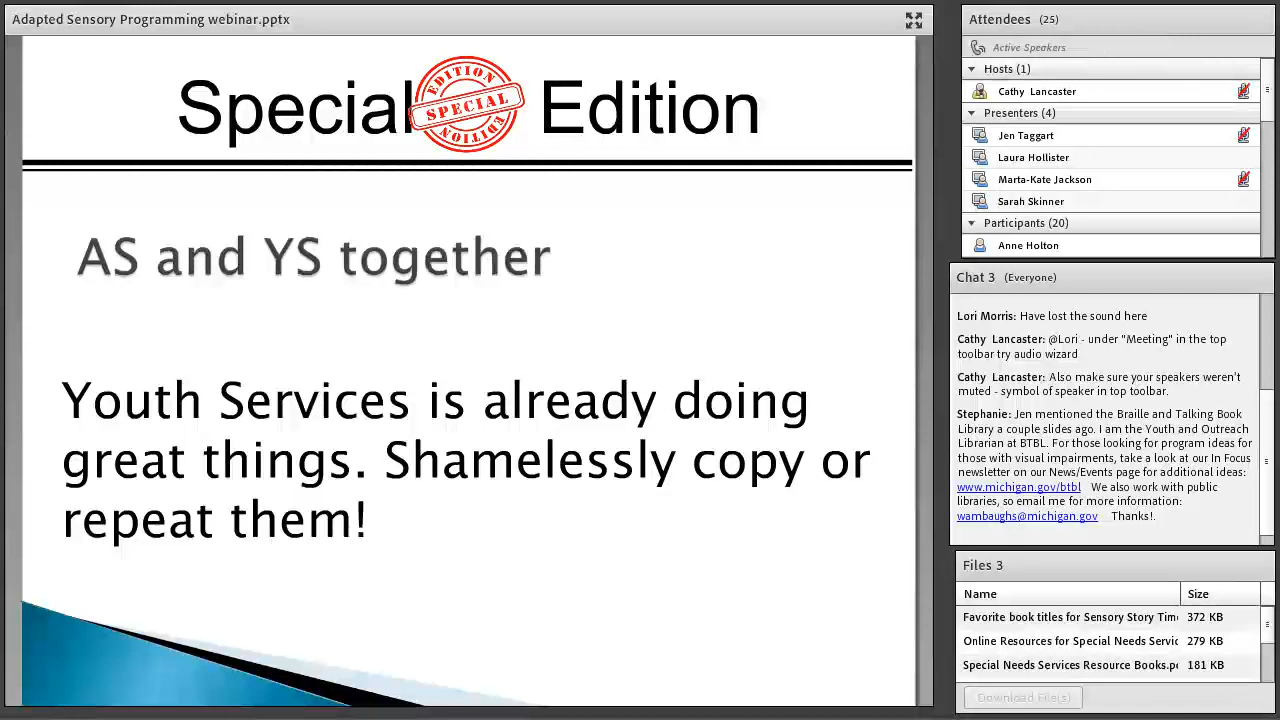 Adapted Sensory Programming webinar.pptx
Special Edition
EDITION
SPECIAL
EDITION
AS and YS together
Youth Services is already doing
great things. Shamelessly copy or
repeat them!
Attendees (25)
Active Speakers
Hosts (1)
Cathy Lancaster
Presenters (4)
Jen Taggart
Laura Hollister
Marta-Kate Jackson
Sarah Skinner
Participants (20)
Anne Holton
Chat 3 (Everyone)
Lori Morris: Have lost the sound here
Cathy Lancaster: @Lori - under "Meeting" in the top
toolbar try audio wizard
Cathy Lancaster: Also make sure your speakers weren't
muted - symbol of speaker in top toolbar.
Stephanie: Jen mentioned the Braille and Talking Book
Library a couple slides ago. I am the Youth and Outreach
Librarian at BTBL. For those looking for program ideas for
those with visual impairments, take a look at our In Focus
newsletter on our News/Events page for additional ideas:
www.michigan.gov/btbl We also work with public
libraries, so email me for more information:
wambaughs@michigan.gov Thanks!.
Files 3
Name Size
Favorite book titles for Sensory Story Time 372 KB
Online Resources for Special Needs Servic 279 KB
Special Needs Services Resource Books.p 181 KB
Download File(s)